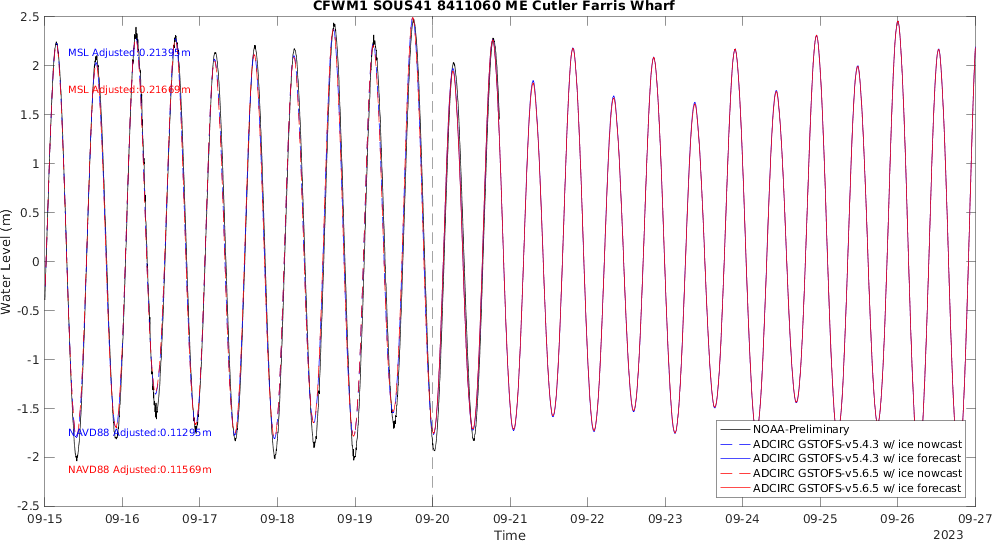 CFWM1 SOUS41 8411060 ME Cutler Farris Wharf
2.5
2
1.5
1
0.5
0
-0.5
-1
-1.5
-2
-2.5
Water Level (m)
MSL Adjusted:0.21395m
MSL Adjusted:0.21669m
NAVD88 Adjusted:0.11295m
NAVD88 Adjusted:0.11569m
NOAA-Preliminary
ADCIRC GSTOFS-v5.4.3 w/ ice nowcast
ADCIRC GSTOFS-v5.4.3 w/ ice forecast
ADCIRC GSTOFS-v5.6.5 w/ ice nowcast
ADCIRC GSTOFS-v5.6.5 w/ ice forecast
09-15 09-16 09-17 09-18 09-19 09-20 09-21 09-22 09-23 09-24 09-25 09-26 09-27
Time
2023